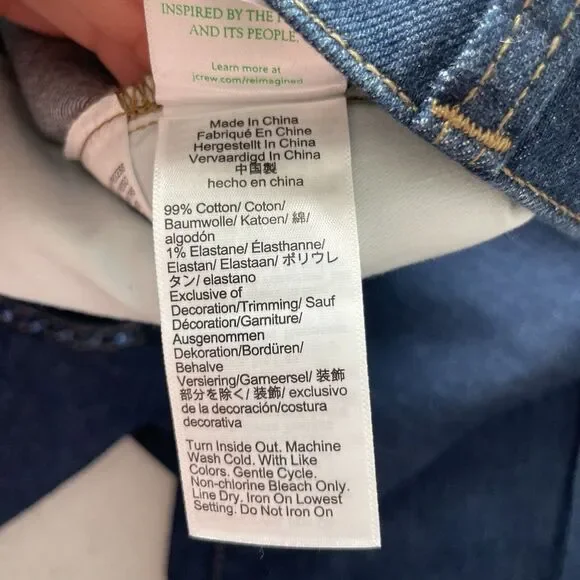 INSPIRED BY THE
AND ITS PEOPLE.
Learn more at
jcrew.com/reimagined
Made In China
Fabriqué En Chine
Hergestellt In China
Vervaardigd In China
中国製
hecho en china
99% Cotton/ Coton/
Baumwolle/ Katoen/ 綿/
algodón
1% Elastane/ Élasthanne/
Elastan/ Elastaan/ ポリウレ
タン/ elastano
Exclusive of
Decoration/Trimming/ Sauf
Décoration/Garniture/
Ausgenommen
Dekoration/Bordüren/
Behalve
Versiering/Garneersel/ 装飾
部分を除く/ 装飾/ exclusivo
de la decoración/costura
decorativa
Turn Inside Out. Machine
Wash Cold. With Like
Colors. Gentle Cycle.
Non-chlorine Bleach Only.
Line Dry. Iron On Lowest
Setting. Do Not Iron On